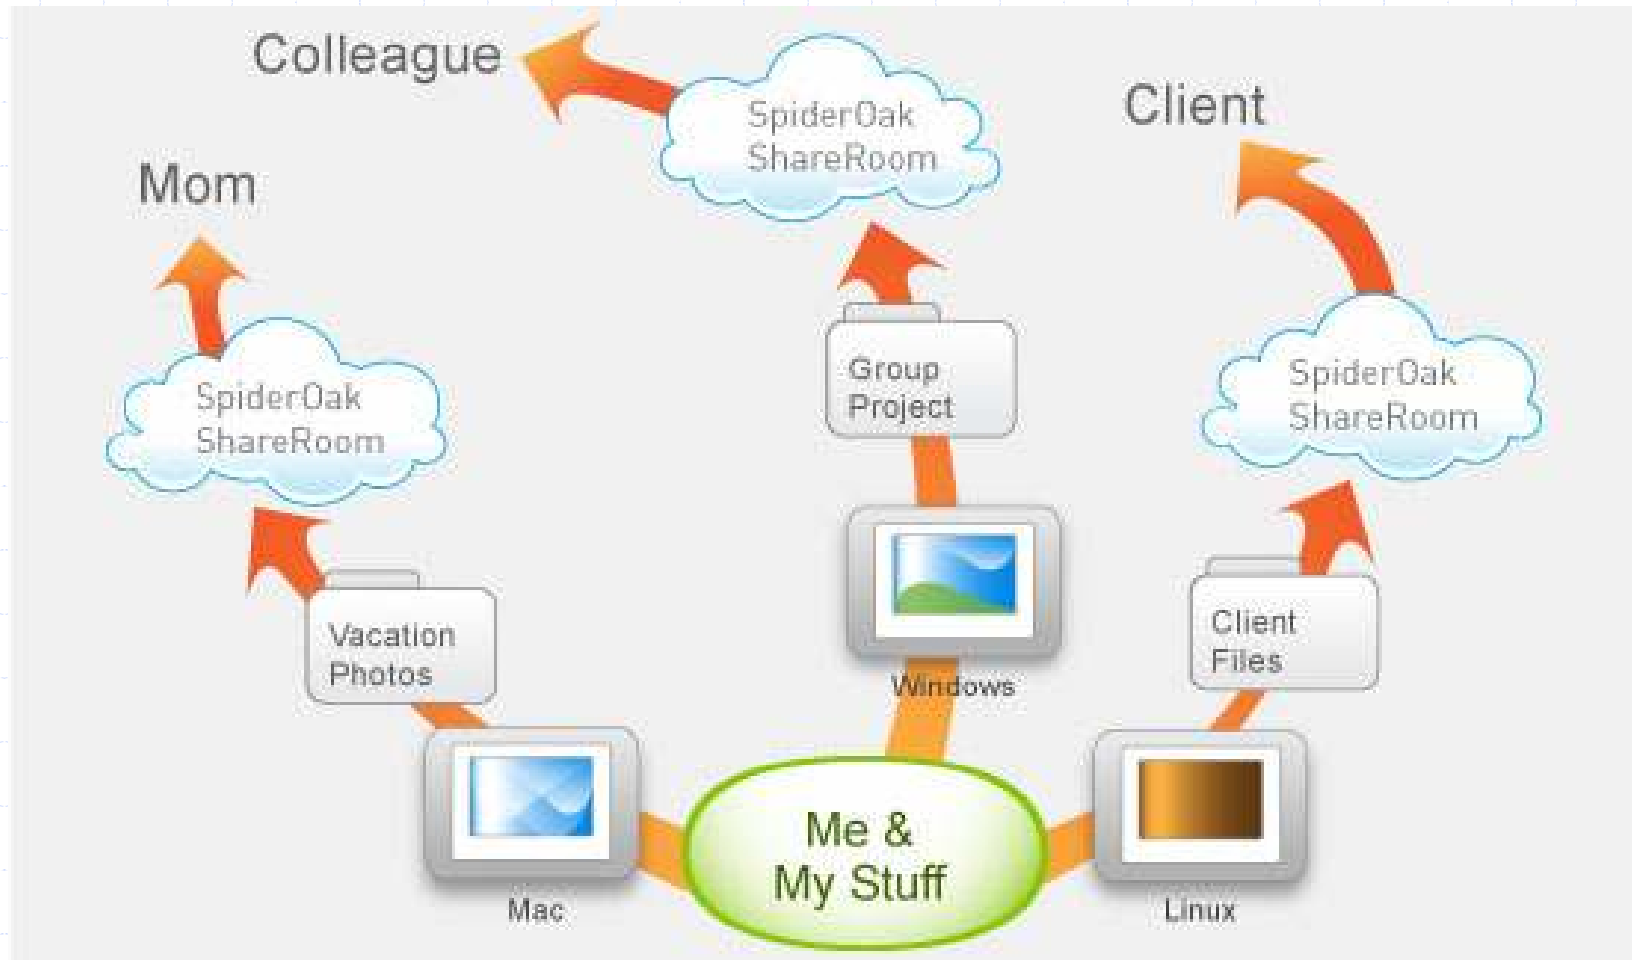 Colleague
SpiderOak
ShareRoom
Client
Mom
SpiderOak
ShareRoom
Group
Project
SpiderOak
ShareRoom
Vacation
Photos
Windows
Client
Files
Mac
Me &
My Stuff
Linux